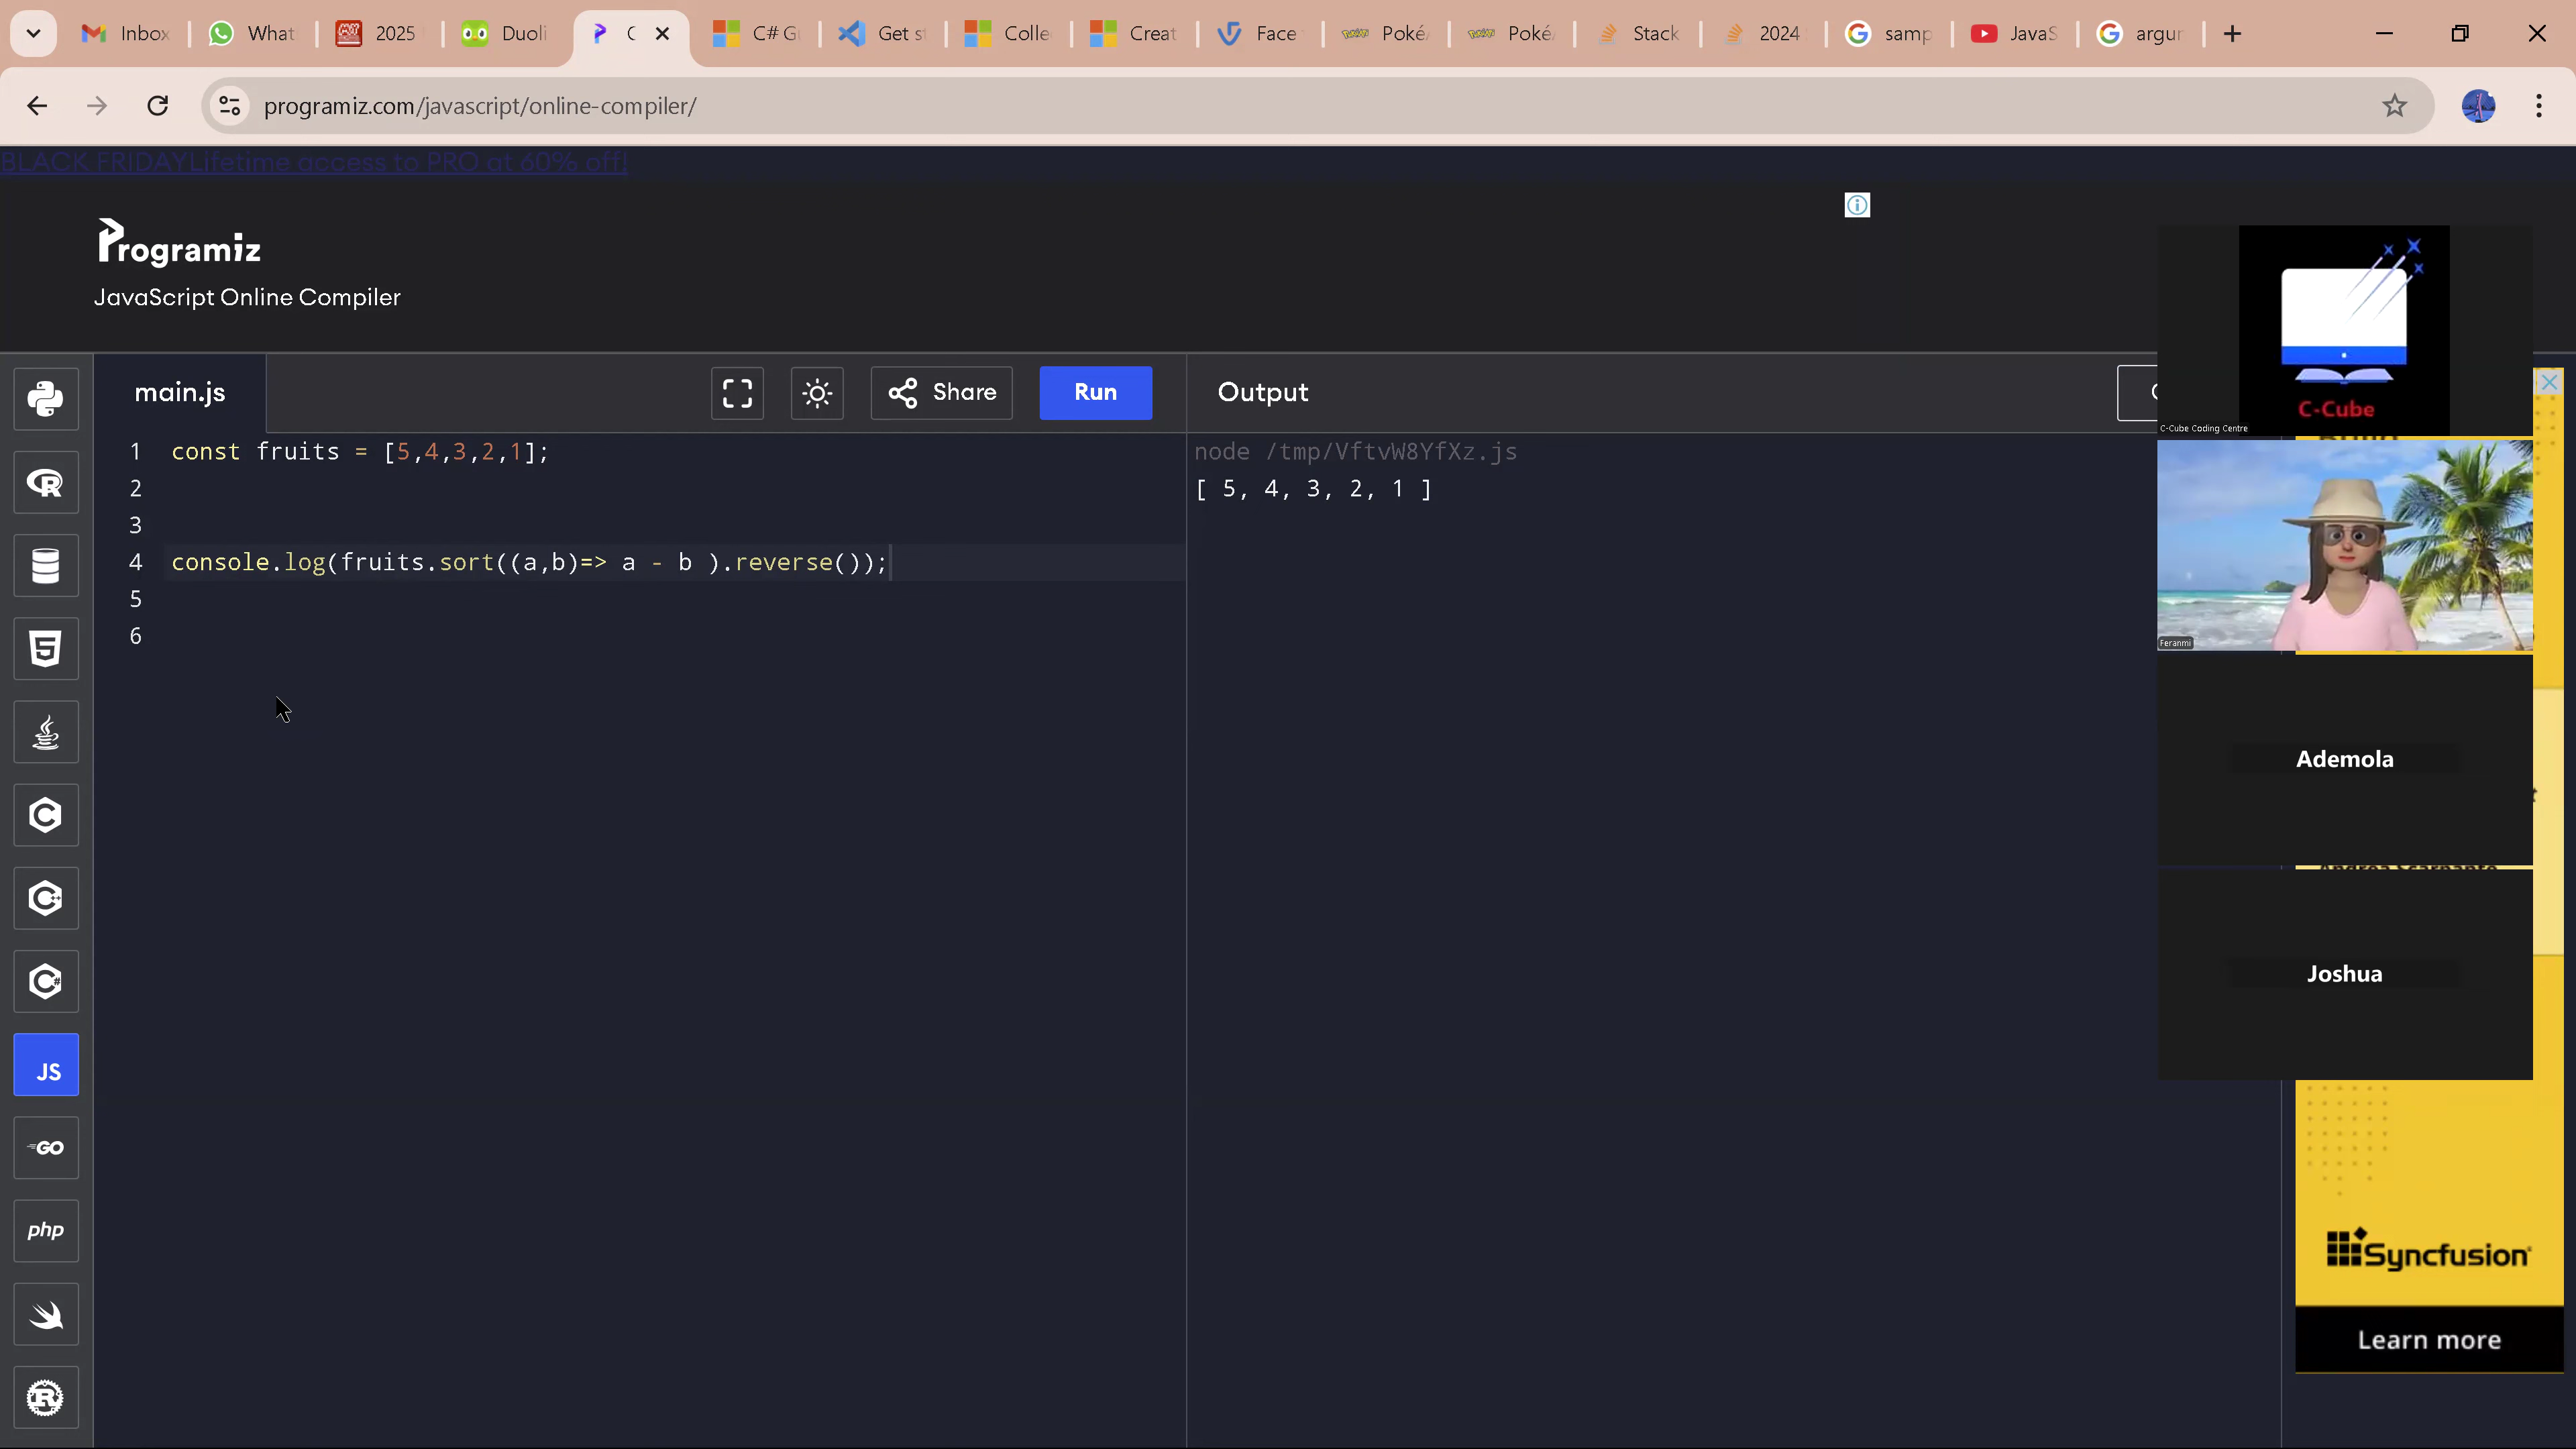 Inbox What 2025 Duoli C C# Gu Get st Colle Creat Face Poké Poké Stack 2024 samp JavaS argur
programiz.com/javascript/online-compiler/
BLACK FRIDAYLifetime access to PRO at 60% off!
Programiz
JavaScript Online Compiler
main.js
Share
Run
Output
1 const fruits = [5,4,3,2,1];
2
3
4 console.log(fruits.sort((a,b)=> a - b ).reverse());
5
6
node /tmp/VftvW8YfXz.js
[ 5, 4, 3, 2, 1 ]
C-Cube
C-Cube Coding Centre
Feranmi
Ademola
Joshua
JS
GO
php
Syncfusion
Learn more